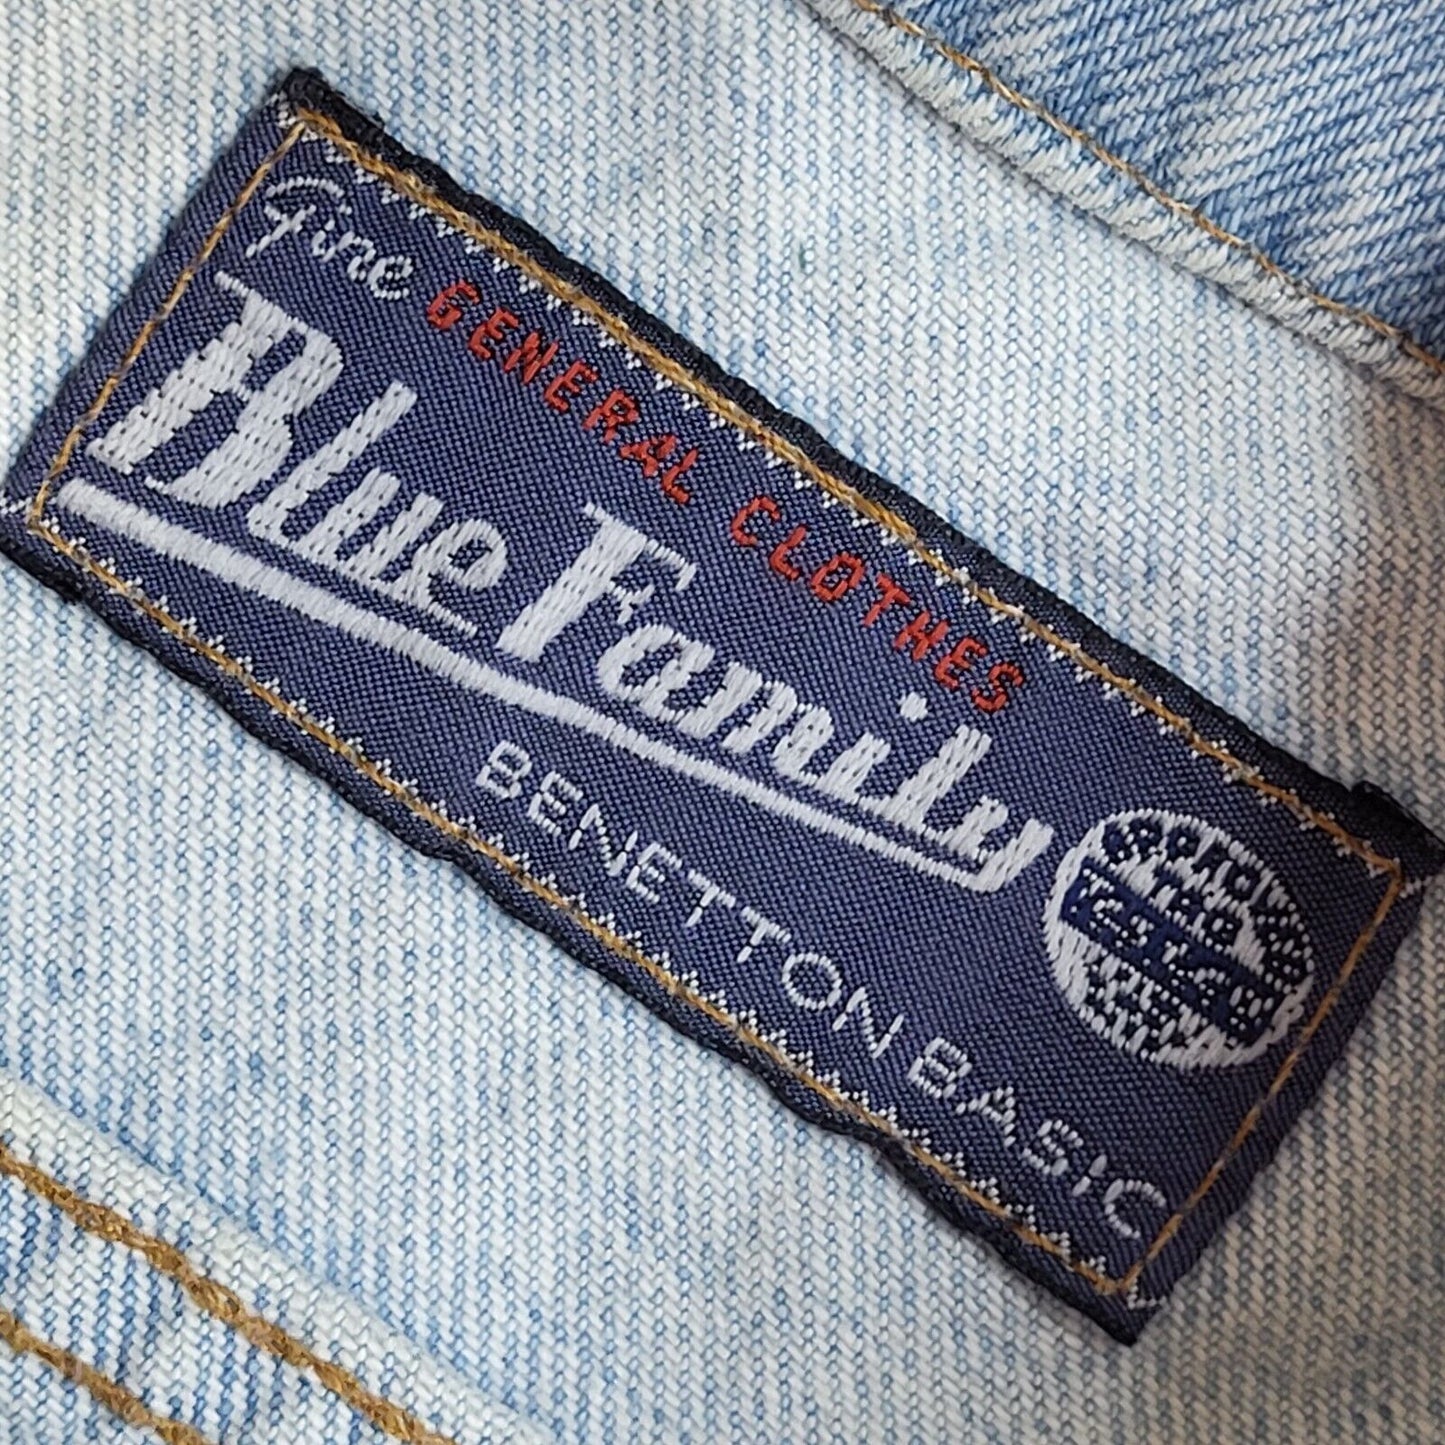 Fine GENERAL CLOTHES
Blue Family
BENETTON BASIC